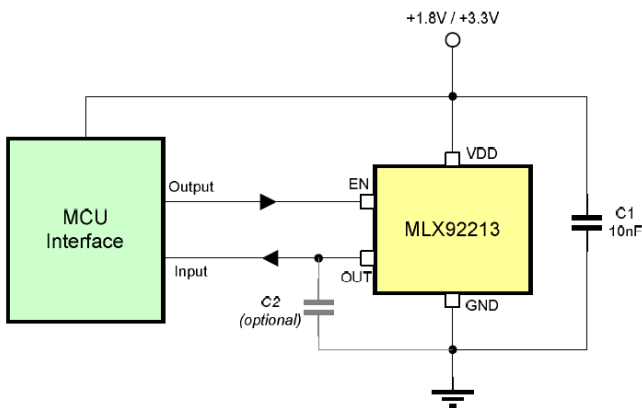 +1.8V / +3.3V
VDD
Output
EN
MCU
Interface
MLX92213
C1
10nF
Input
OUT
C2
(optional)
GND